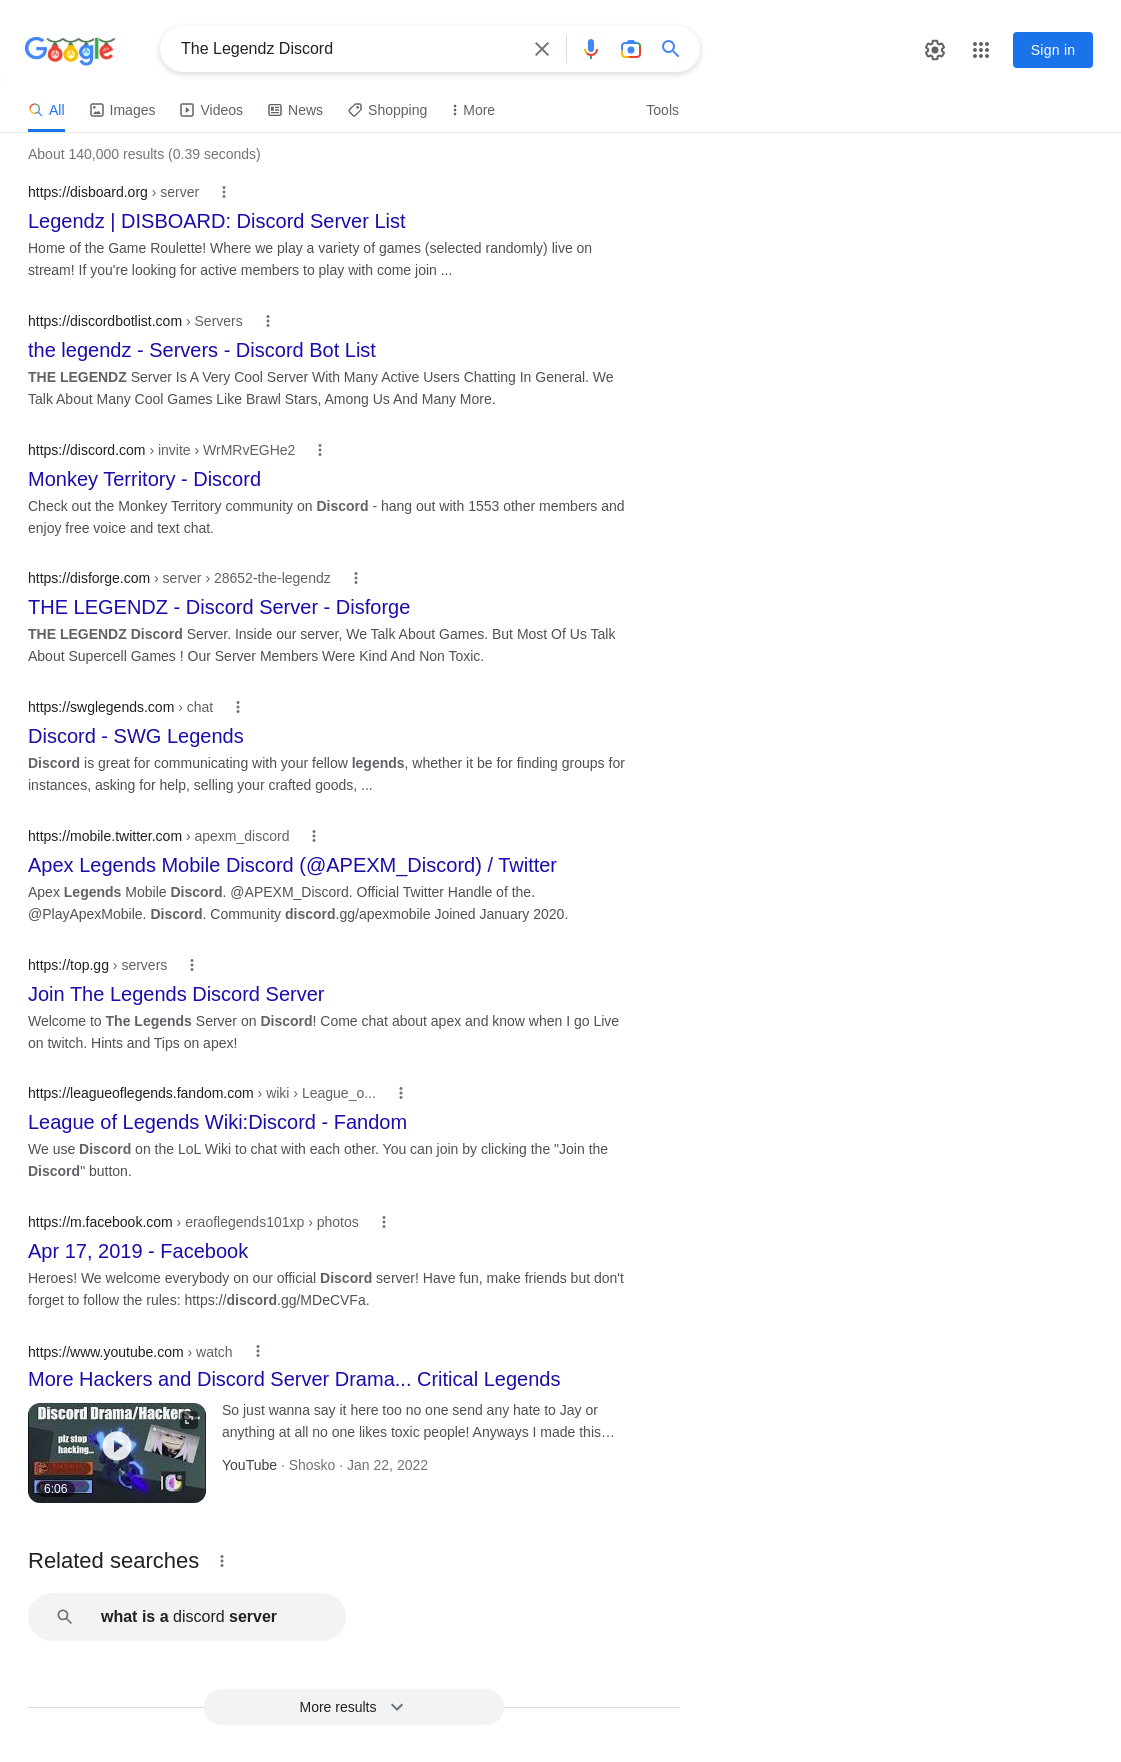 Google
The Legendz Discord
Sign in
All
Images
Videos
News
Shopping
More
Tools
About 140,000 results (0.39 seconds)
https://disboard.org › server
Legendz | DISBOARD: Discord Server List
Home of the Game Roulette! Where we play a variety of games (selected randomly) live on
stream! If you're looking for active members to play with come join ...
https://discordbotlist.com › Servers
the legendz - Servers - Discord Bot List
THE LEGENDZ Server Is A Very Cool Server With Many Active Users Chatting In General. We
Talk About Many Cool Games Like Brawl Stars, Among Us And Many More.
https://discord.com › invite › WrMRvEGHe2
Monkey Territory - Discord
Check out the Monkey Territory community on Discord - hang out with 1553 other members and
enjoy free voice and text chat.
https://disforge.com › server › 28652-the-legendz
THE LEGENDZ - Discord Server - Disforge
THE LEGENDZ Discord Server. Inside our server, We Talk About Games. But Most Of Us Talk
About Supercell Games ! Our Server Members Were Kind And Non Toxic.
https://swglegends.com › chat
Discord - SWG Legends
Discord is great for communicating with your fellow legends, whether it be for finding groups for
instances, asking for help, selling your crafted goods, ...
https://mobile.twitter.com › apexm_discord
Apex Legends Mobile Discord (@APEXM_Discord) / Twitter
Apex Legends Mobile Discord. @APEXM_Discord. Official Twitter Handle of the.
@PlayApexMobile. Discord. Community discord.gg/apexmobile Joined January 2020.
https://top.gg › servers
Join The Legends Discord Server
Welcome to The Legends Server on Discord! Come chat about apex and know when I go Live
on twitch. Hints and Tips on apex!
https://leagueoflegends.fandom.com › wiki › League_o...
League of Legends Wiki:Discord - Fandom
We use Discord on the LoL Wiki to chat with each other. You can join by clicking the "Join the
Discord" button.
https://m.facebook.com › eraoflegends101xp › photos
Apr 17, 2019 - Facebook
Heroes! We welcome everybody on our official Discord server! Have fun, make friends but don't
forget to follow the rules: https://discord.gg/MDeCVFa.
https://www.youtube.com › watch
More Hackers and Discord Server Drama... Critical Legends
Discord Drama/Hackers...
plz stop
hacking...
6:06
So just wanna say it here too no one send any hate to Jay or
anything at all no one likes toxic people! Anyways I made this…
YouTube · Shosko · Jan 22, 2022
Related searches
what is a discord server
More results